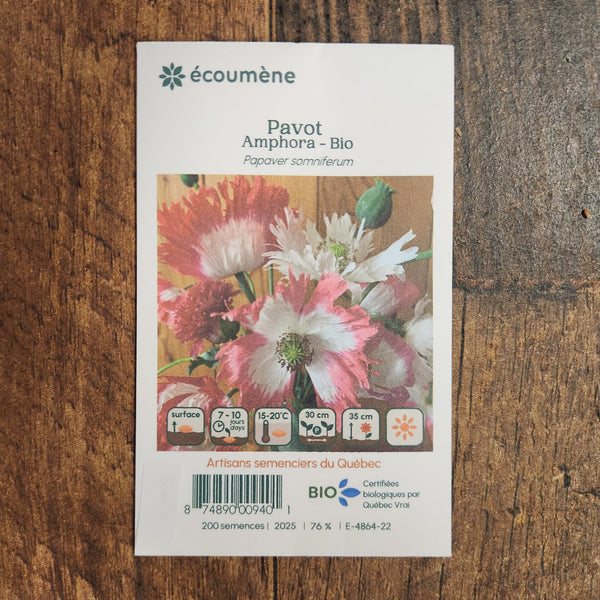 écoumène
Pavot
Amphora - Bio
Papaver somniferum
surface
7 - 10 jours days
15-20°C
30 cm
35 cm
Artisans semenciers du Québec
8 74890 00940 1
BIO
Certifiées
biologiques par
Québec Vrai
200 semences | 2025 | 76 % | E-4864-22